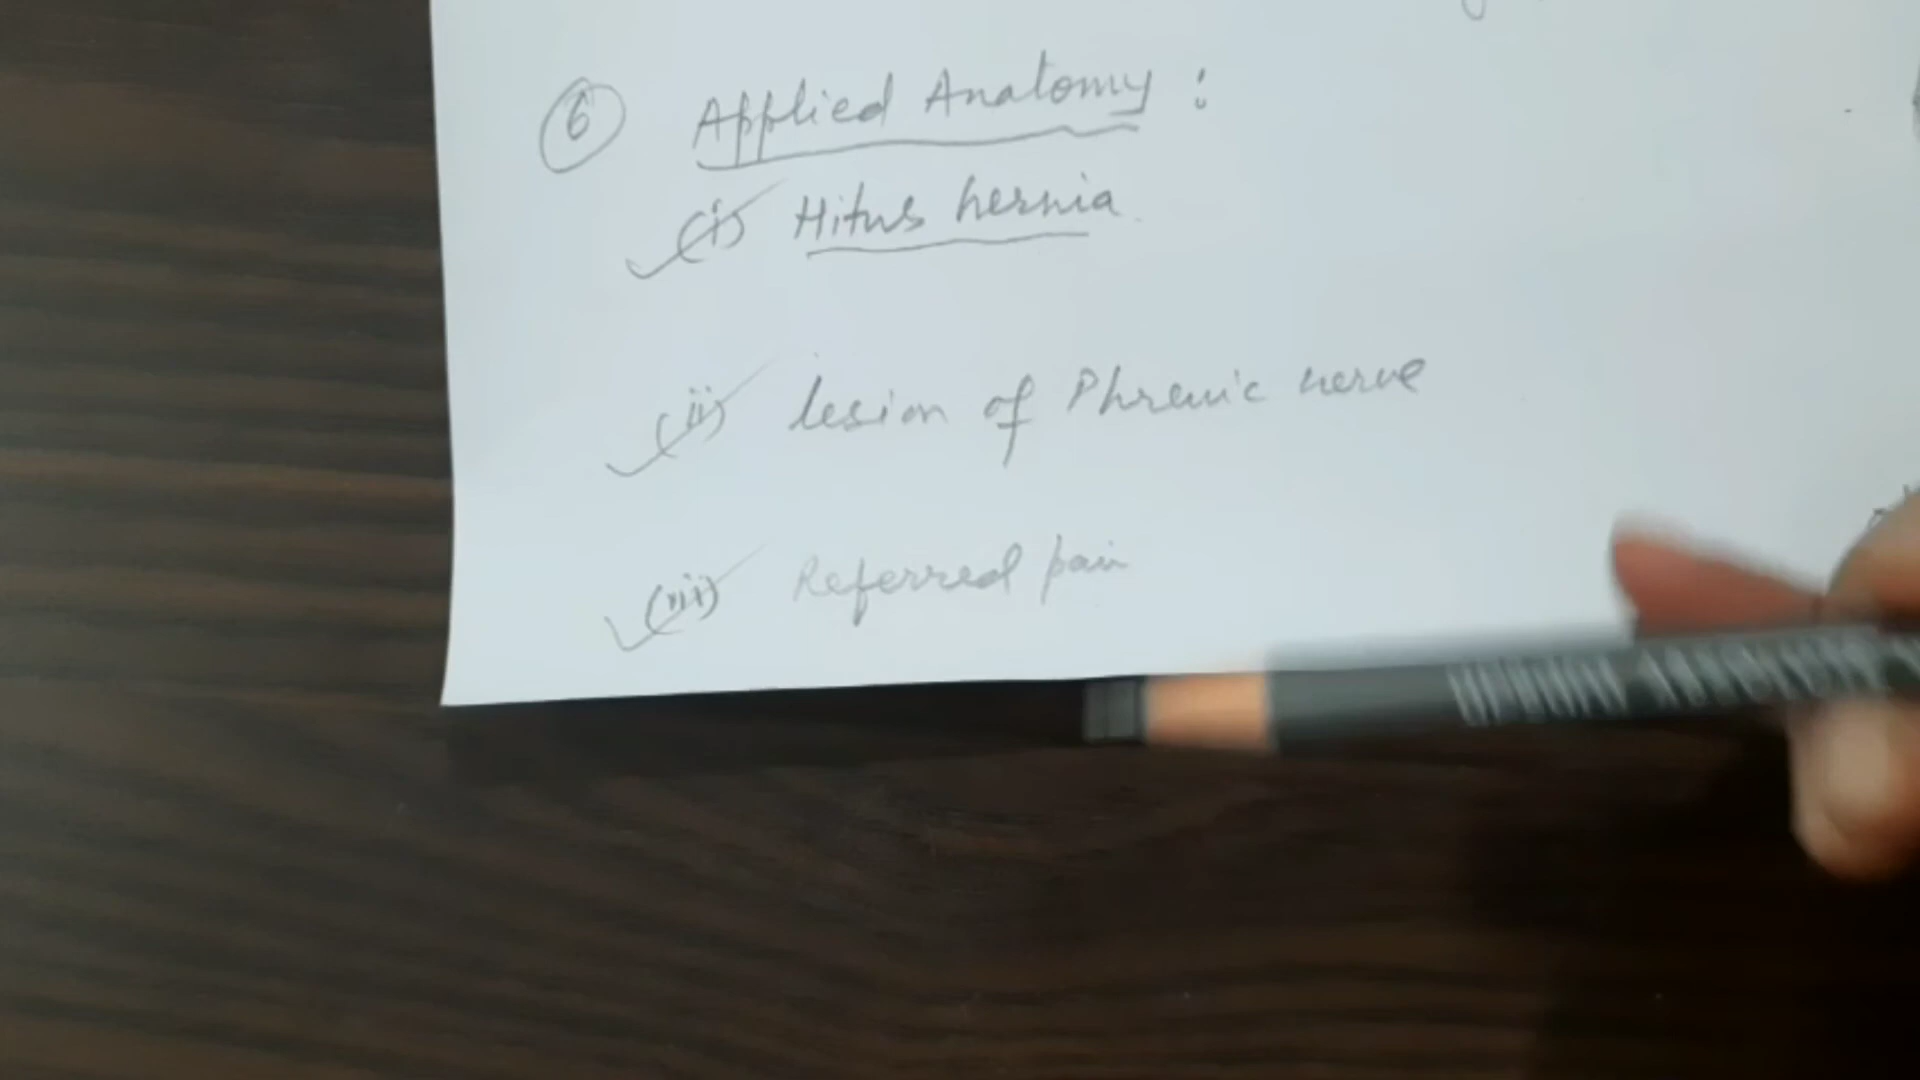 6 Applied Anatomy :
(i) Hitus hernia
(ii) lesion of Phrenic nerve
(iii) Referred pain